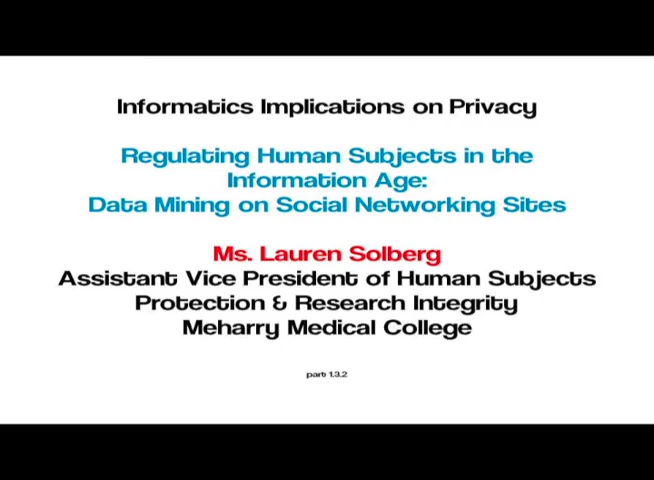 Informatics Implications on Privacy
Regulating Human Subjects in the
Information Age:
Data Mining on Social Networking Sites
Ms. Lauren Solberg
Assistant Vice President of Human Subjects
Protection & Research Integrity
Meharry Medical College
part 1.3.2